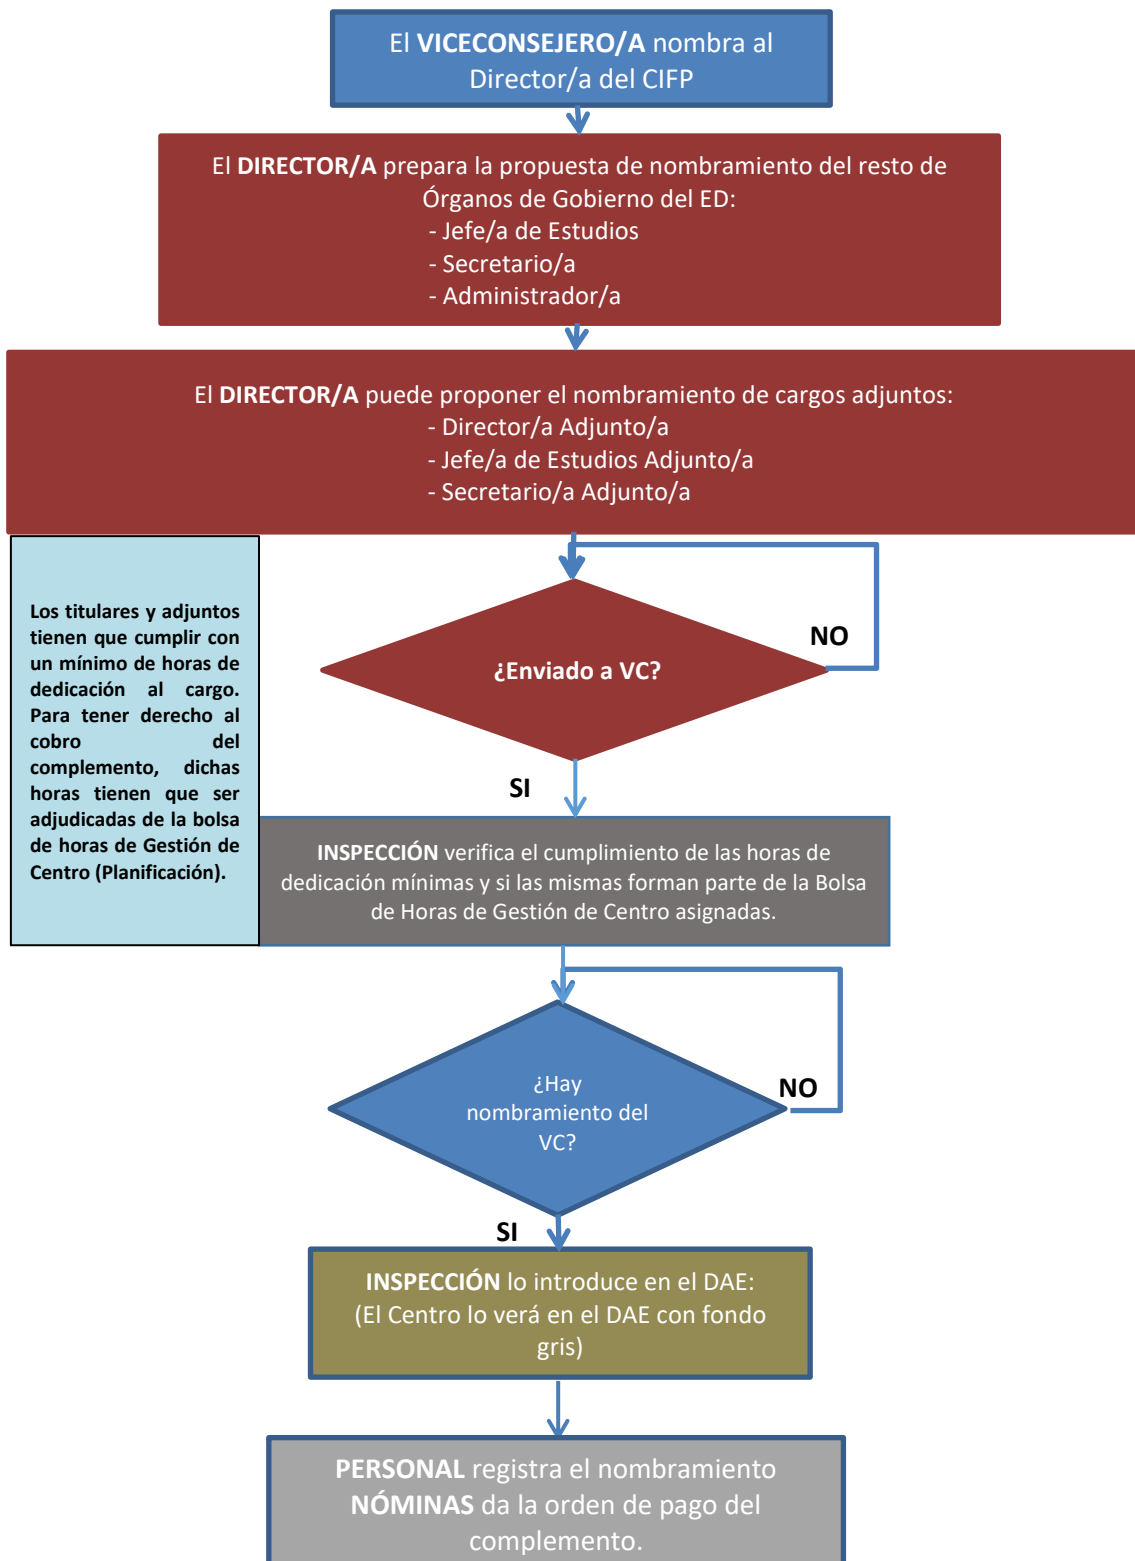 El VICECONSEJERO/A nombra al
Director/a del CIFP
El DIRECTOR/A prepara la propuesta de nombramiento del resto de
Órganos de Gobierno del ED:
- Jefe/a de Estudios
- Secretario/a
- Administrador/a
El DIRECTOR/A puede proponer el nombramiento de cargos adjuntos:
- Director/a Adjunto/a
- Jefe/a de Estudios Adjunto/a
- Secretario/a Adjunto/a
Los titulares y adjuntos
tienen que cumplir con
un mínimo de horas de
dedicación al cargo.
Para tener derecho al
cobro del
complemento, dichas
horas tienen que ser
adjudicadas de la bolsa
de horas de Gestión de
Centro (Planificación).
¿Enviado a VC?
NO
SI
INSPECCIÓN verifica el cumplimiento de las horas de
dedicación mínimas y si las mismas forman parte de la Bolsa
de Horas de Gestión de Centro asignadas.
¿Hay
nombramiento del
VC?
NO
SI
INSPECCIÓN lo introduce en el DAE:
(El Centro lo verá en el DAE con fondo
gris)
PERSONAL registra el nombramiento
NÓMINAS da la orden de pago del
complemento.